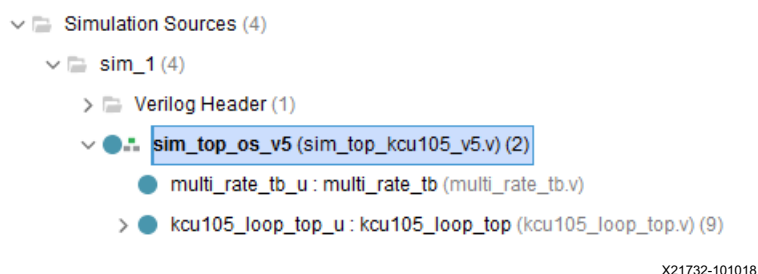 Simulation Sources (4)
sim_1 (4)
Verilog Header (1)
sim_top_os_v5 (sim_top_kcu105_v5.v) (2)
multi_rate_tb_u : multi_rate_tb (multi_rate_tb.v)
kcu105_loop_top_u : kcu105_loop_top (kcu105_loop_top.v) (9)
X21732-101018